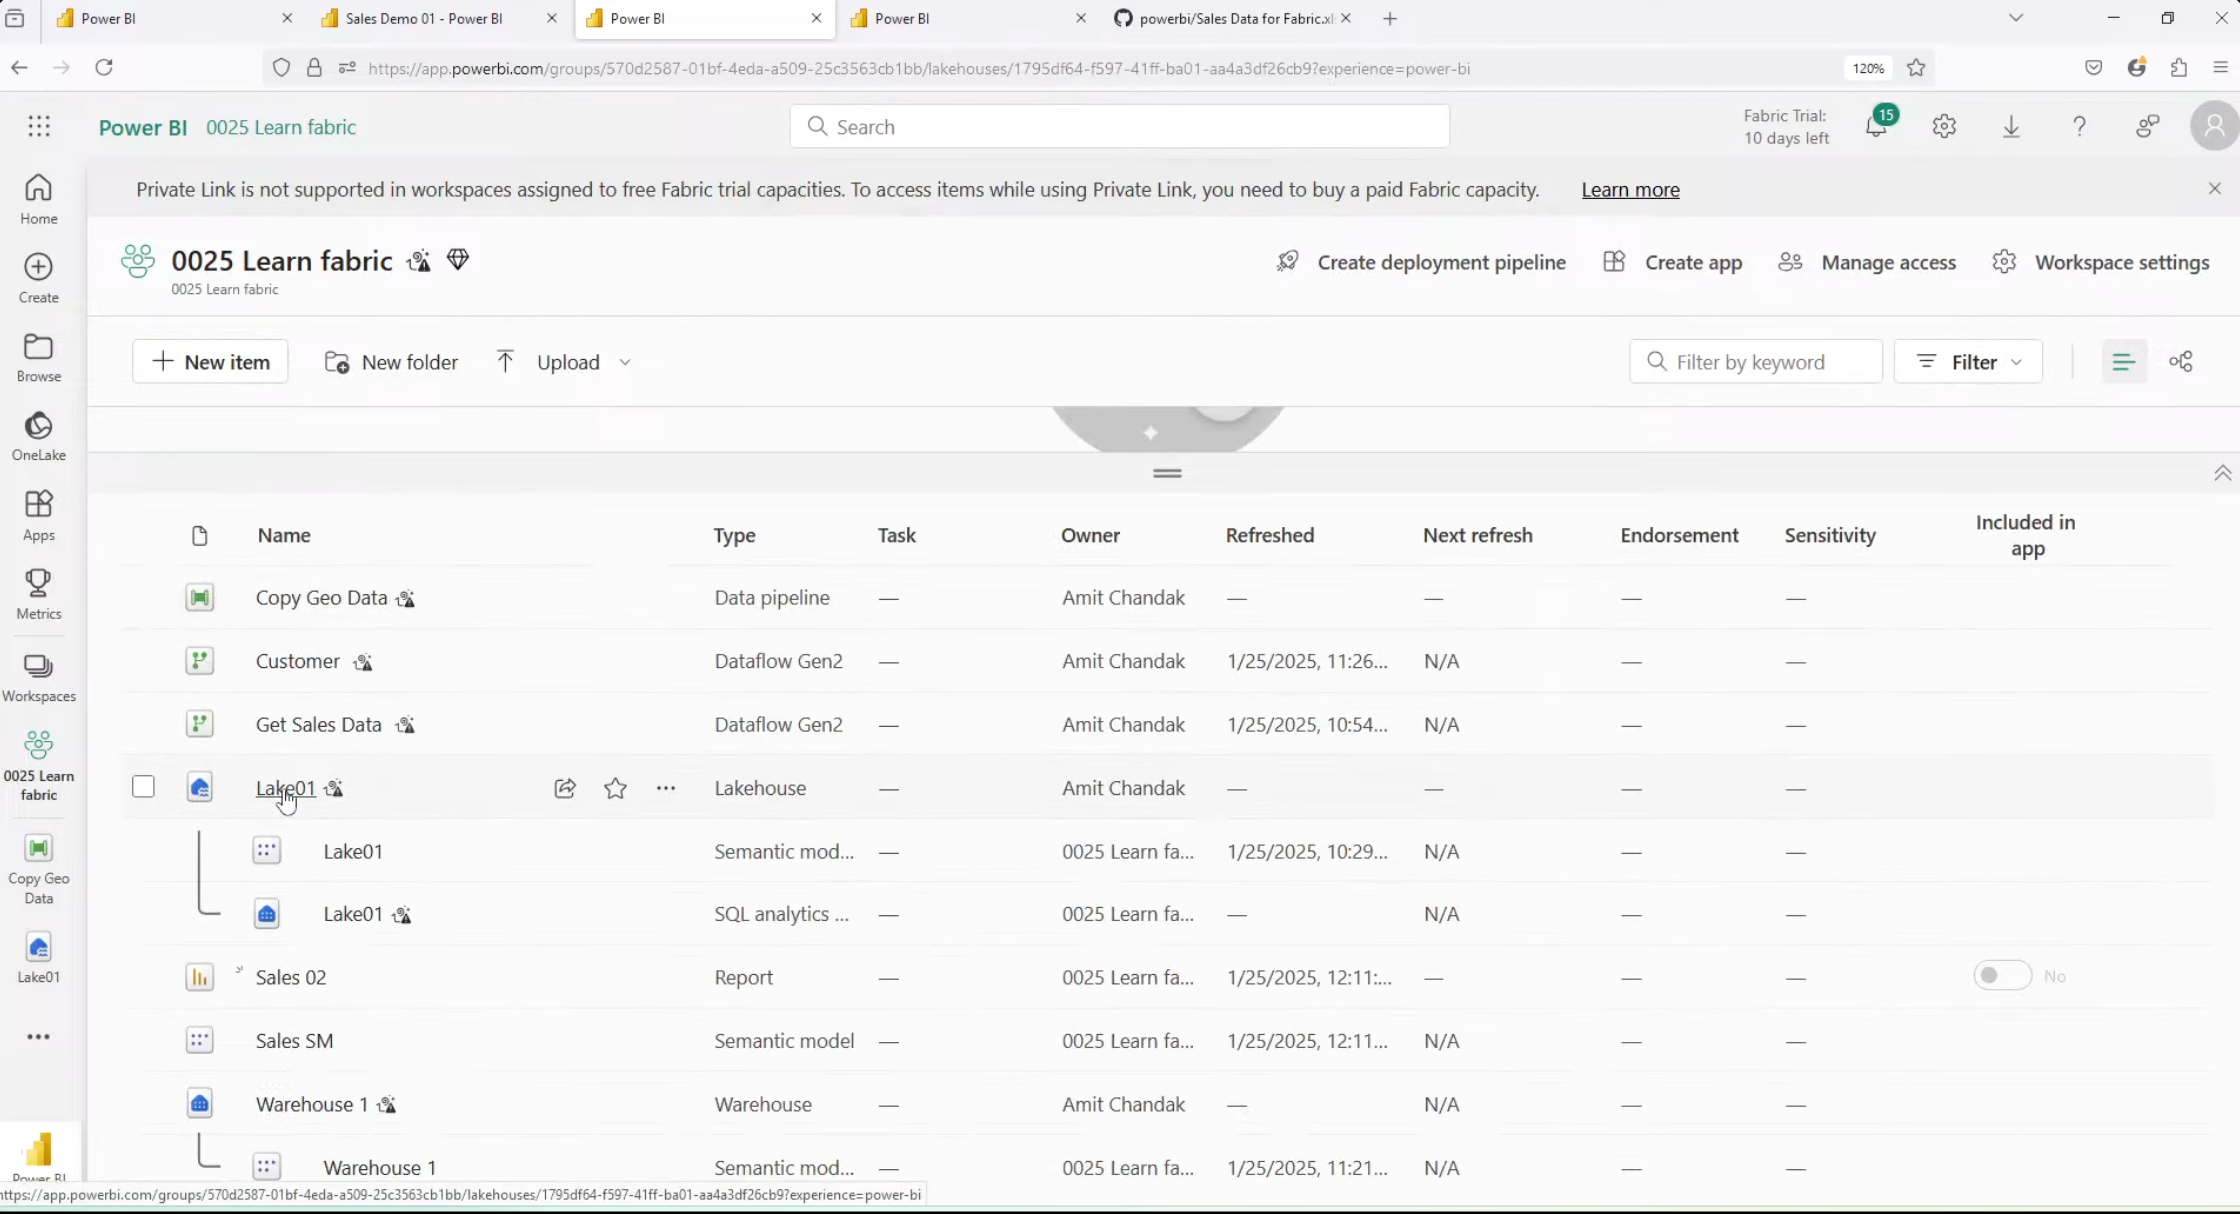 Power BI
Sales Demo 01 - Power BI
Power BI
Power BI
powerbi/Sales Data for Fabric.xl
https://app.powerbi.com/groups/570d2587-01bf-4eda-a509-25c3563cb1bb/lakehouses/1795df64-f597-41ff-ba01-aa4a3df26cb9?experience=power-bi
120%
Power BI 0025 Learn fabric
Search
Fabric Trial:
10 days left
15
Private Link is not supported in workspaces assigned to free Fabric trial capacities. To access items while using Private Link, you need to buy a paid Fabric capacity. Learn more
Home
Create
Browse
OneLake
Apps
Metrics
Workspaces
0025 Learn
fabric
Copy Geo
Data
Lake01
Power BI
0025 Learn fabric
0025 Learn fabric
Create deployment pipeline
Create app
Manage access
Workspace settings
New item
New folder
Upload
Filter by keyword
Filter
Name Type Task Owner Refreshed Next refresh Endorsement Sensitivity Included in
app
Copy Geo Data Data pipeline — Amit Chandak — — — —
Customer Dataflow Gen2 — Amit Chandak 1/25/2025, 11:26... N/A — —
Get Sales Data Dataflow Gen2 — Amit Chandak 1/25/2025, 10:54... N/A — —
Lake01 Lakehouse — Amit Chandak — — — —
Lake01 Semantic mod... — 0025 Learn fa... 1/25/2025, 10:29... N/A — —
Lake01 SQL analytics ... — 0025 Learn fa... — N/A — —
Sales 02 Report — 0025 Learn fa... 1/25/2025, 12:11:... — — — No
Sales SM Semantic model — 0025 Learn fa... 1/25/2025, 12:11... N/A — —
Warehouse 1 Warehouse — Amit Chandak — N/A — —
Warehouse 1 Semantic mod... — 0025 Learn fa... 1/25/2025, 11:21... N/A — —
ttps://app.powerbi.com/groups/570d2587-01bf-4eda-a509-25c3563cb1bb/lakehouses/1795df64-f597-41ff-ba01-aa4a3df26cb9?experience=power-bi